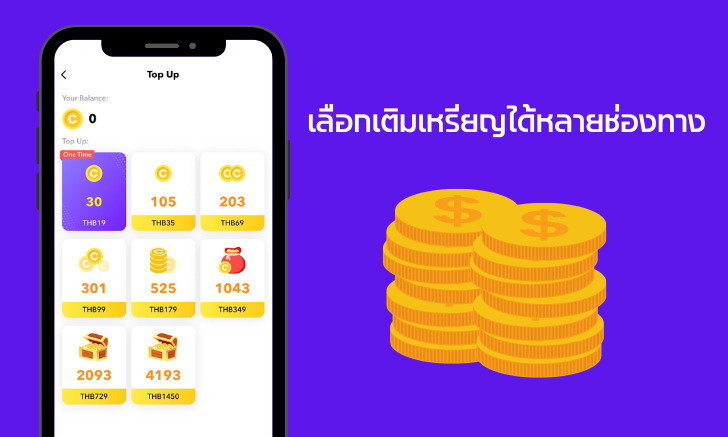 Top Up
Your Balance:
0
Top Up:
One Time
30
THB19
105
THB35
203
THB69
301
THB99
525
THB179
1043
THB349
2093
THB729
4193
THB1450
เลือกเติมเหรียญได้หลายช่องทาง